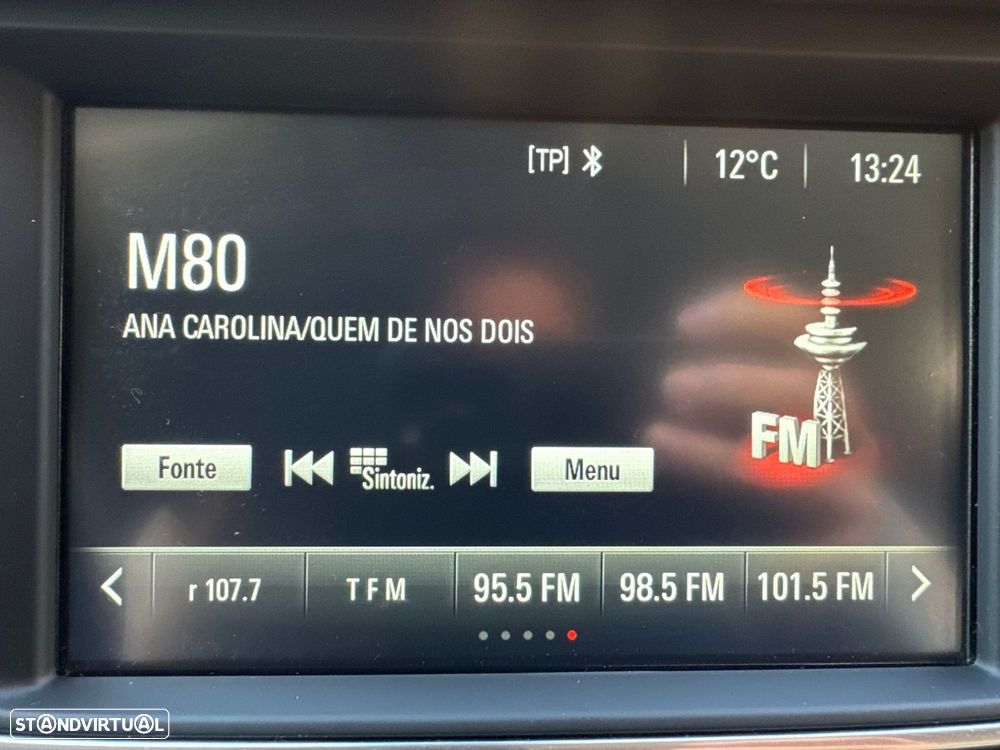 [TP] 12°C 13:24
M80
ANA CAROLINA/QUEM DE NOS DOIS
FM
Fonte Sintoniz. Menu
r 107.7 T F M 95.5 FM 98.5 FM 101.5 FM
STANDVIRTUAL